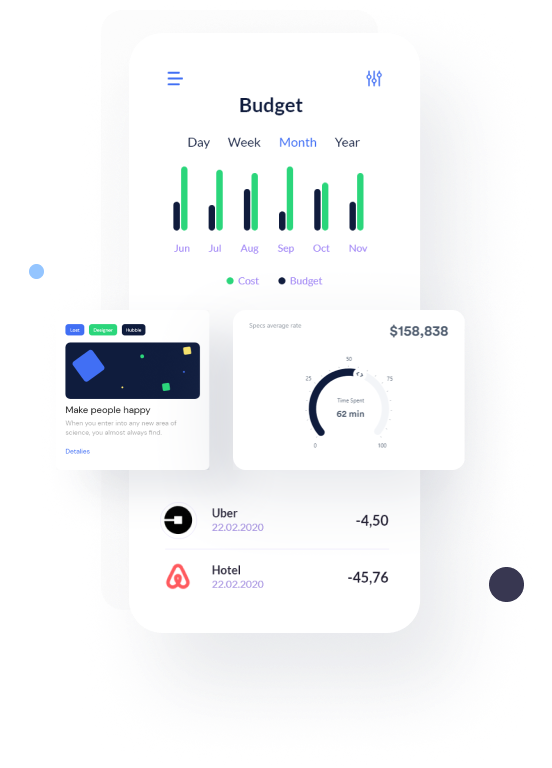 Budget
Day Week Month Year
Jun Jul Aug Sep Oct Nov
Cost Budget
Last Designer Hubble
Make people happy
When you enter into any new area of
science, you almost always find.
Detalies
Specs average rate
$158,838
50
25
75
Time Spent
62 min
0
100
Uber
22.02.2020
-4,50
Hotel
22.02.2020
-45,76